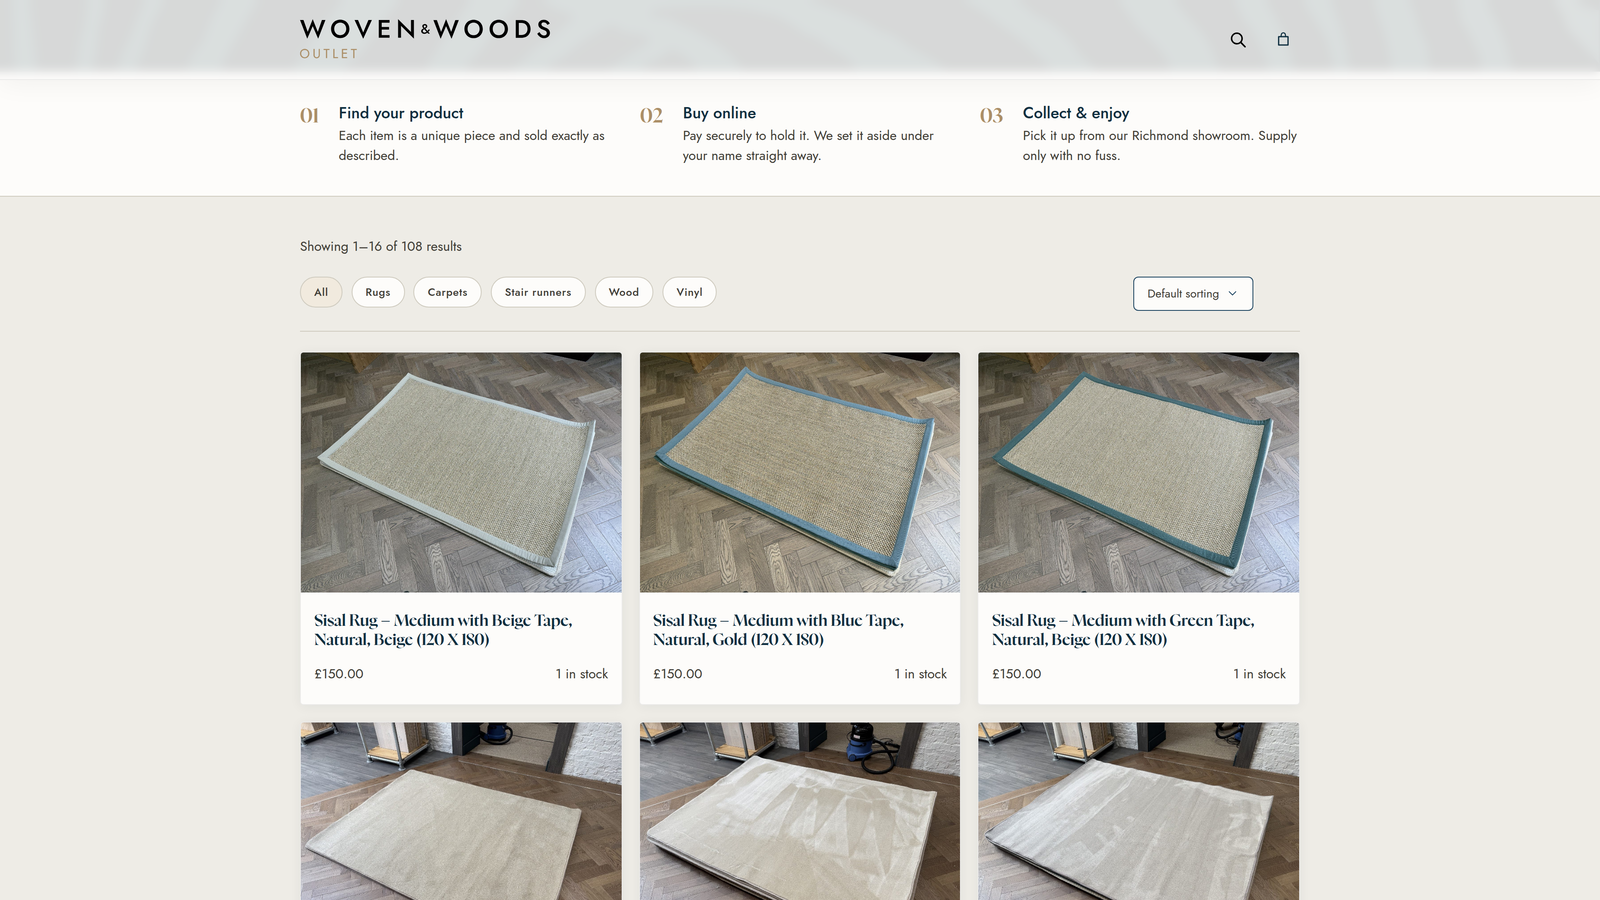 WOVEN&WOODS
OUTLET
01
Find your product
Each item is a unique piece and sold exactly as
described.
02
Buy online
Pay securely to hold it. We set it aside under
your name straight away.
03
Collect & enjoy
Pick it up from our Richmond showroom. Supply
only with no fuss.
Showing 1–16 of 108 results
All
Rugs
Carpets
Stair runners
Wood
Vinyl
Default sorting
Sisal Rug – Medium with Beige Tape,
Natural, Beige (120 X 180)
£150.00
1 in stock
Sisal Rug – Medium with Blue Tape,
Natural, Gold (120 X 180)
£150.00
1 in stock
Sisal Rug – Medium with Green Tape,
Natural, Beige (120 X 180)
£150.00
1 in stock